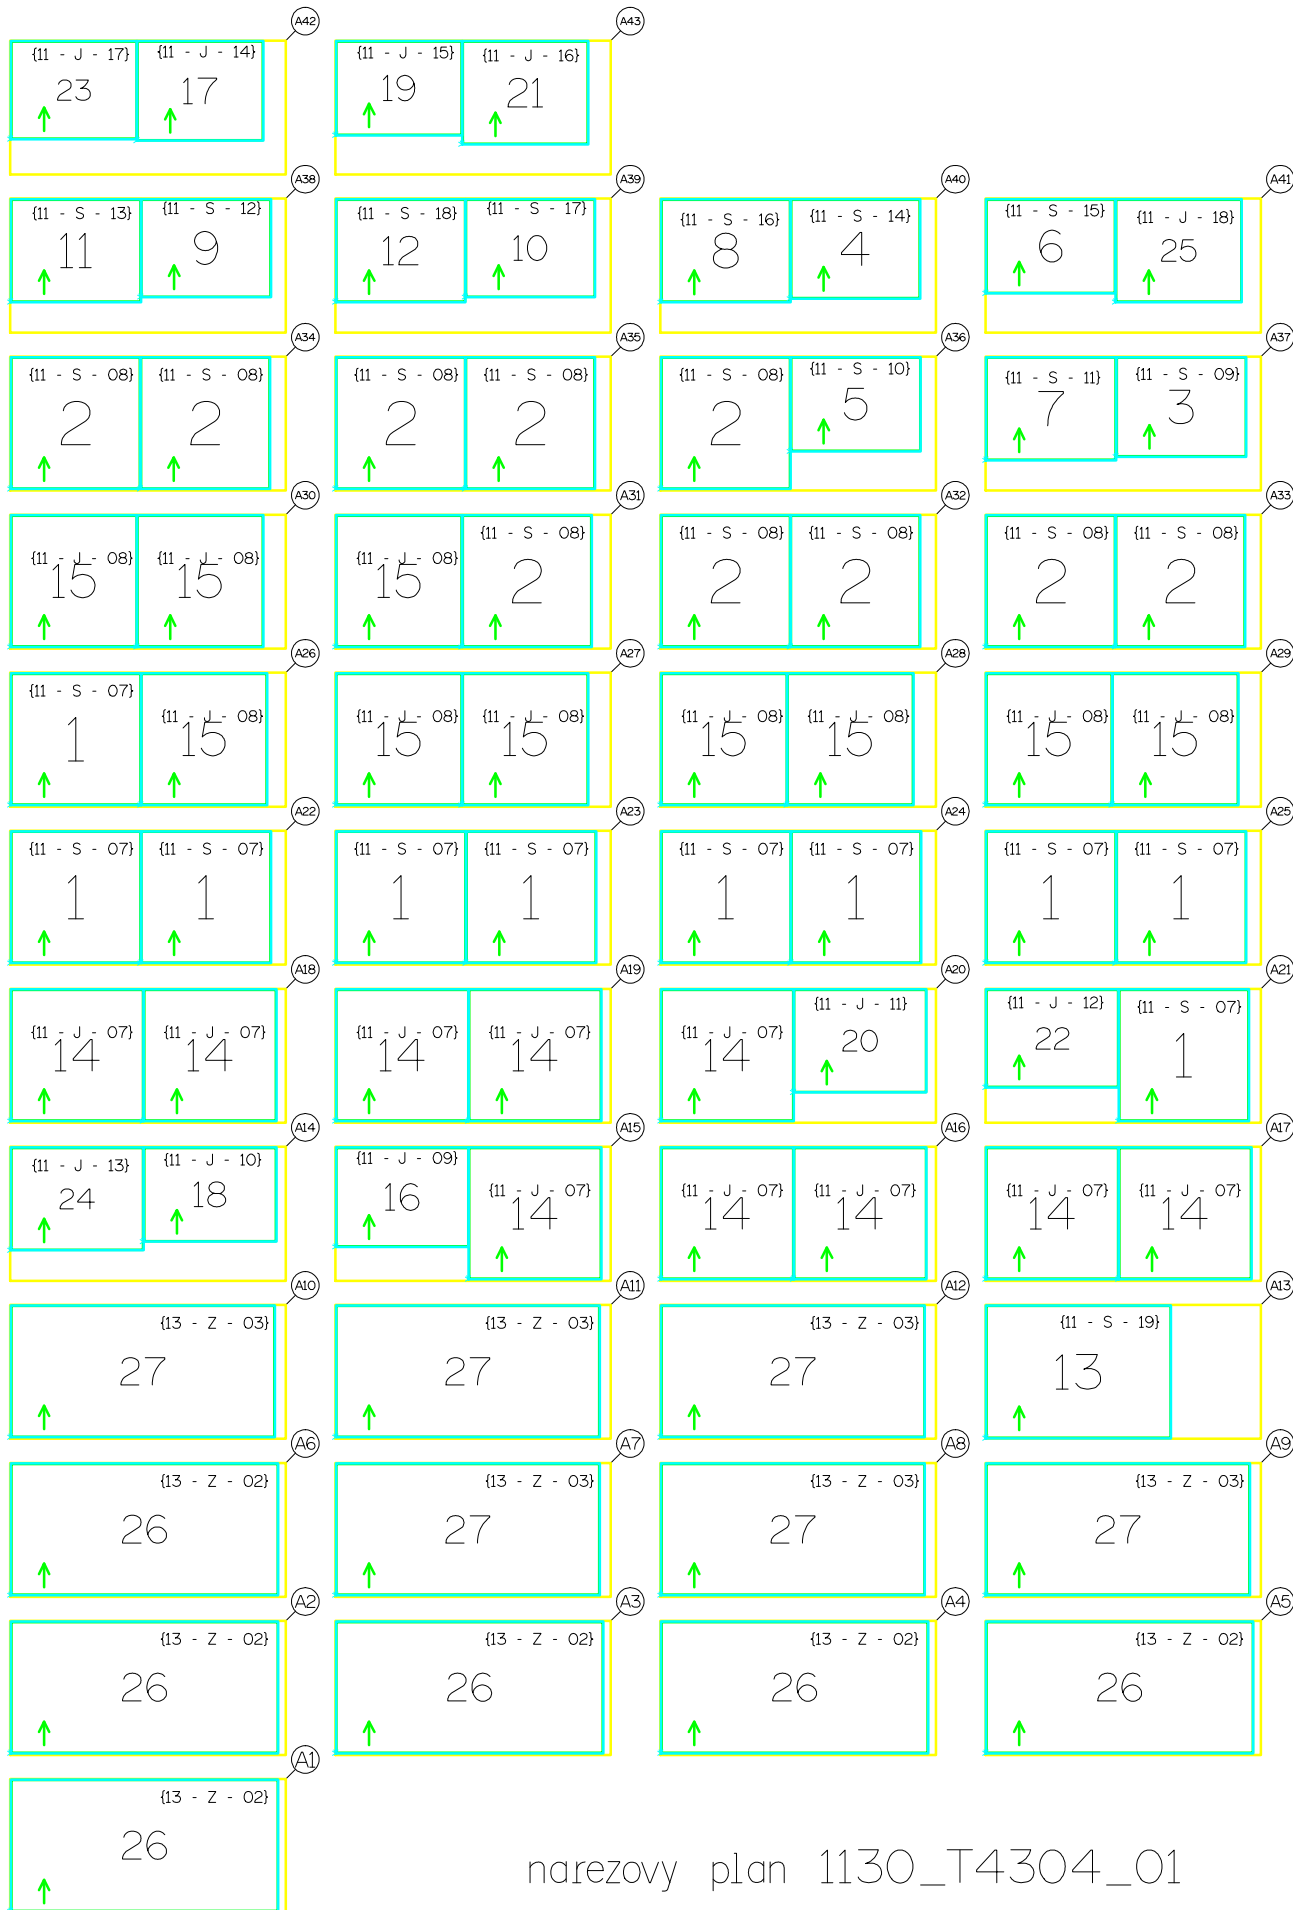 A42 A43
{11 - J - 17} {11 - J - 14} {11 - J - 15} {11 - J - 16}
23 17 19 21
A38 A39 A40 A41
{11 - S - 13} {11 - S - 12} {11 - S - 18} {11 - S - 17} {11 - S - 16} {11 - S - 14} {11 - S - 15} {11 - J - 18}
11 9 12 10 8 4 6 25
A34 A35 A36 A37
{11 - S - 08} {11 - S - 08} {11 - S - 08} {11 - S - 08} {11 - S - 08} {11 - S - 10} {11 - S - 11} {11 - S - 09}
2 2 2 2 2 5 7 3
A30 A31 A32 A33
{11 - J - 08} {11 - J - 08} {11 - J - 08} {11 - S - 08} {11 - S - 08} {11 - S - 08} {11 - S - 08} {11 - S - 08}
15 15 15 2 2 2 2 2
A26 A27 A28 A29
{11 - S - 07} {11 - J - 08} {11 - J - 08} {11 - J - 08} {11 - J - 08} {11 - J - 08} {11 - J - 08} {11 - J - 08}
1 15 15 15 15 15 15 15
A22 A23 A24 A25
{11 - S - 07} {11 - S - 07} {11 - S - 07} {11 - S - 07} {11 - S - 07} {11 - S - 07} {11 - S - 07} {11 - S - 07}
1 1 1 1 1 1 1 1
A18 A19 A20 A21
{11 - J - 07} {11 - J - 07} {11 - J - 07} {11 - J - 07} {11 - J - 07} {11 - J - 11} {11 - J - 12} {11 - S - 07}
14 14 14 14 14 20 22 1
A14 A15 A16 A17
{11 - J - 13} {11 - J - 10} {11 - J - 09} {11 - J - 07} {11 - J - 07} {11 - J - 07} {11 - J - 07} {11 - J - 07}
24 18 16 14 14 14 14 14
A10 A11 A12 A13
{13 - Z - 03} {13 - Z - 03} {13 - Z - 03} {11 - S - 19}
27 27 27 13
A6 A7 A8 A9
{13 - Z - 02} {13 - Z - 03} {13 - Z - 03} {13 - Z - 03}
26 27 27 27
A2 A3 A4 A5
{13 - Z - 02} {13 - Z - 02} {13 - Z - 02} {13 - Z - 02}
26 26 26 26
A1
{13 - Z - 02}
26
narezovy plan 1130_T4304_01